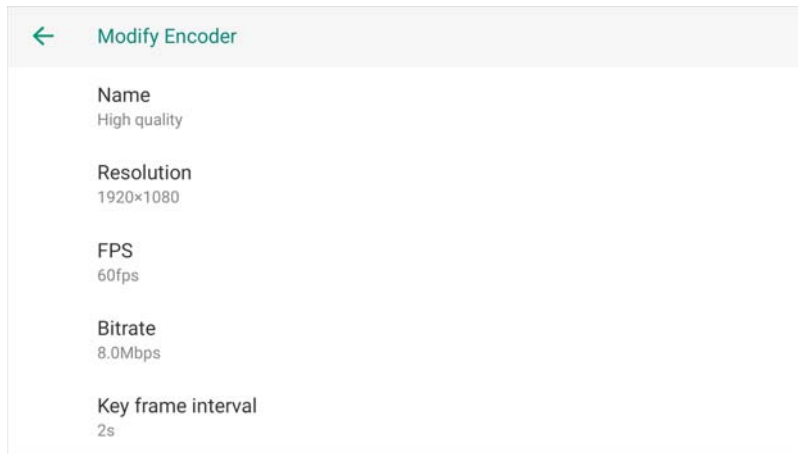 Modify Encoder
Name
High quality
Resolution
1920×1080
FPS
60fps
Bitrate
8.0Mbps
Key frame interval
2s